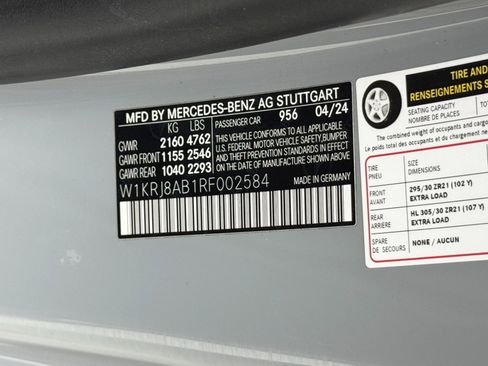 MFD BY MERCEDES-BENZ AG STUTTGART
KG LBS PASSENGER CAR 956 04/24
GVWR 2160 4762
GAWR FRONT 1155 2546
GAWR REAR 1040 2293
THIS VEHICLE CONFORMS TO ALL APPLICABLE
U.S. FEDERAL MOTOR VEHICLE SAFETY, BUMPER,
AND THEFT PREVENTION STANDARDS IN EFFECT
ON THE DATE OF MANUFACTURE SHOWN ABOVE.
W1KRJ8AB1RF002584 MADE IN GERMANY
TIRE AND
RENSEIGNEMENTS S
SEATING CAPACITY
NOMBRE DE PLACES TOT
The combined weight of occupants and cargo
Le poids total des occupants et du charge
TIRE SIZE
PNEU DIMENSIONS
FRONT 295/30 ZR21 (102 Y)
AVANT EXTRA LOAD
REAR HL 305/30 ZR21 (107 Y)
ARRIERE EXTRA LOAD
SPARE NONE / AUCUN
DE SECOURS